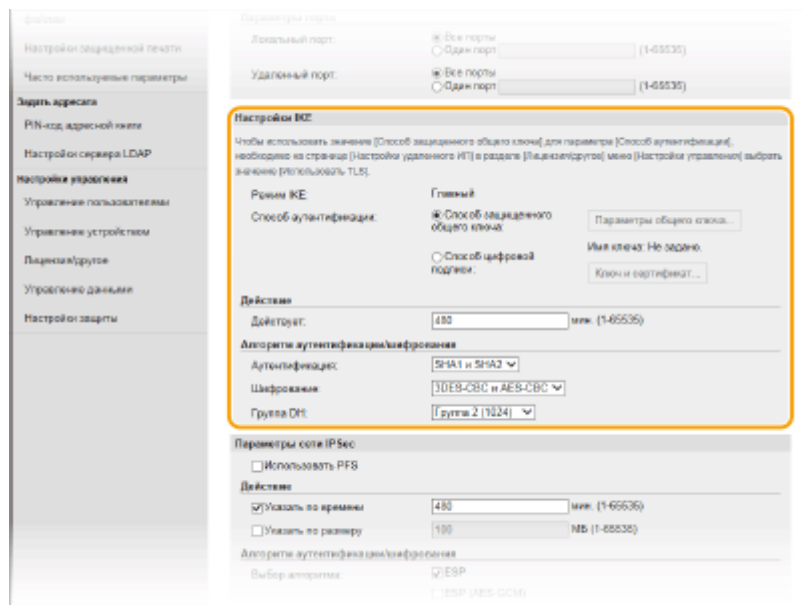 файлов
Настройки защищенной печати
Часто используемые параметры
Задать адресата
PIN-код адресной книги
Настройки сервера LDAP
Настройки управления
Управление пользователями
Управление устройством
Лицензия/другое
Управление данными
Настройки защиты
Параметры порта
Локальный порт:
Все порты
Один порт
(1-65535)
Удаленный порт:
Все порты
Один порт
(1-65535)
Настройки IKE
Чтобы использовать значение [Способ защищенного общего ключа] для параметра [Способ аутентификации],
необходимо на странице [Настройки удаленного ИП] в разделе [Лицензия/другое] меню [Настройки управления] выбрать
значение [Использовать TLS].
Режим IKE:
Главный
Способ аутентификации:
Способ защищенного
общего ключа:
Параметры общего ключа...
Имя ключа: Не задано.
Способ цифровой
подписи:
Ключ и сертификат...
Действие
Действует:
480
мин. (1-65535)
Алгоритм аутентификации/шифрования
Аутентификация:
SHA1 и SHA2
Шифрование:
3DES-CBC и AES-CBC
Группа DH:
Группа 2 (1024)
Параметры сети IPSec
Использовать PFS
Действие
Указать по времени
480
мин. (1-65535)
Указать по размеру
100
МБ (1-65535)
Алгоритм аутентификации/шифрования
Выбор алгоритма:
ESP
ESP (AES-GCM)